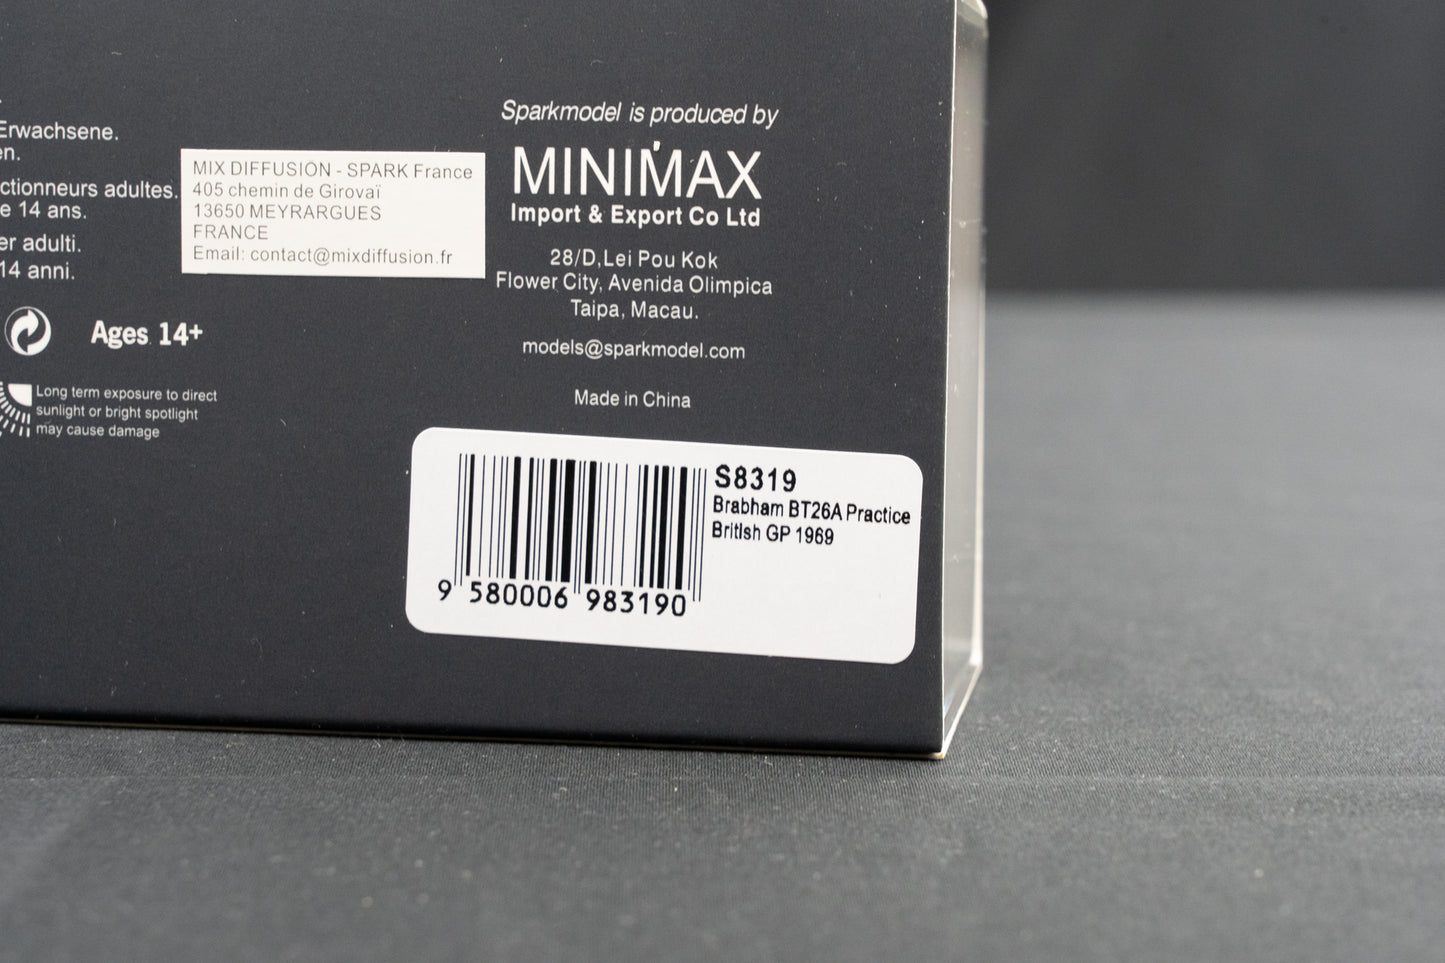 Erwachsene.
en.
ctionneurs adultes.
e 14 ans.
er adulti.
14 anni.
MIX DIFFUSION - SPARK France
405 chemin de Girovaï
13650 MEYRARGUES
FRANCE
Email: contact@mixdiffusion.fr
Ages 14+
Long term exposure to direct
sunlight or bright spotlight
may cause damage
Sparkmodel is produced by
MINIMAX
Import & Export Co Ltd
28/D,Lei Pou Kok
Flower City, Avenida Olimpica
Taipa, Macau.
models@sparkmodel.com
Made in China
S8319
Brabham BT26A Practice
British GP 1969
9 580006 983190